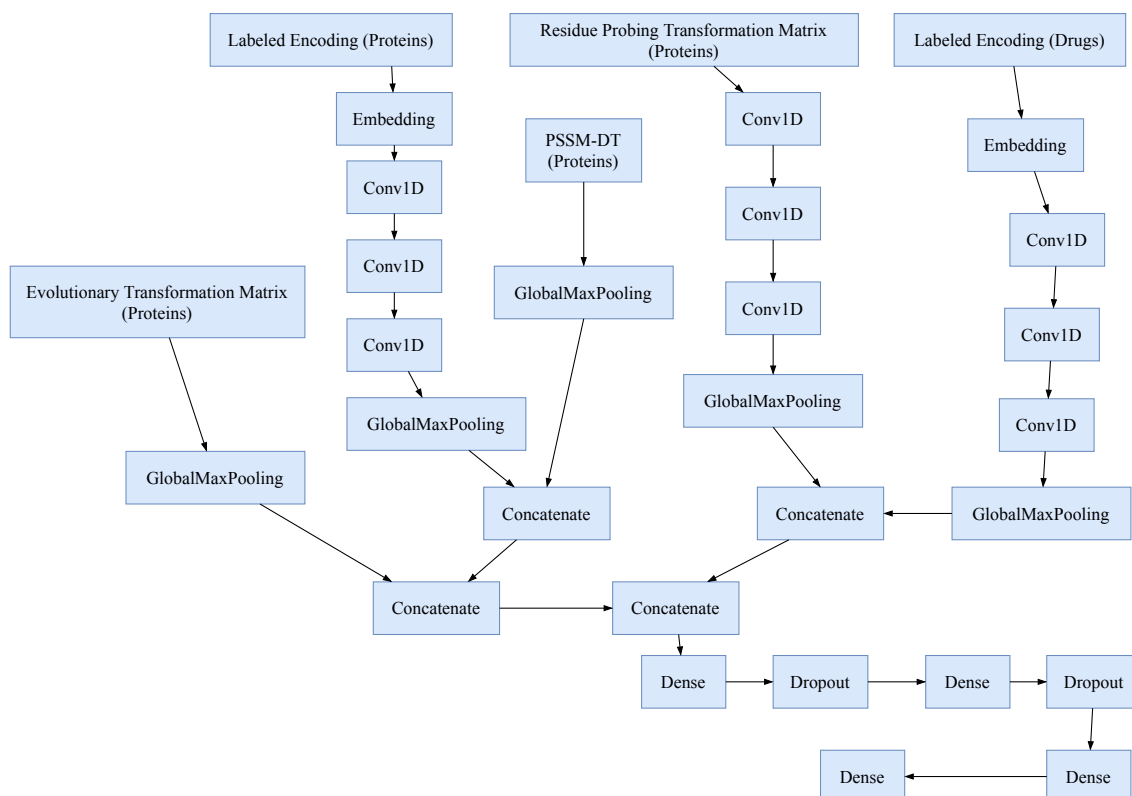 Labeled Encoding (Proteins)
Residue Probing Transformation Matrix
(Proteins)
Labeled Encoding (Drugs)
Embedding
Conv1D
PSSM-DT
(Proteins)
Embedding
Conv1D
Conv1D
Conv1D
Conv1D
Evolutionary Transformation Matrix
(Proteins)
GlobalMaxPooling
Conv1D
Conv1D
Conv1D
Conv1D
GlobalMaxPooling
GlobalMaxPooling
Conv1D
GlobalMaxPooling
Concatenate
Concatenate
GlobalMaxPooling
Concatenate
Concatenate
Dense
Dropout
Dense
Dropout
Dense
Dense